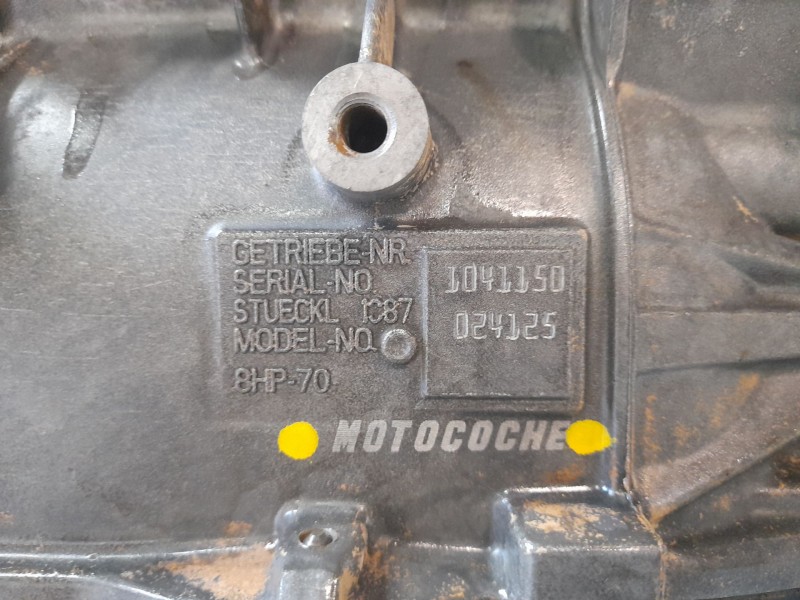 GETRIEBE-NR.
SERIAL-NO.
STUECKL 1087
MODEL-NO.
8HP-70
1041150
024125
MOTOCOCHE